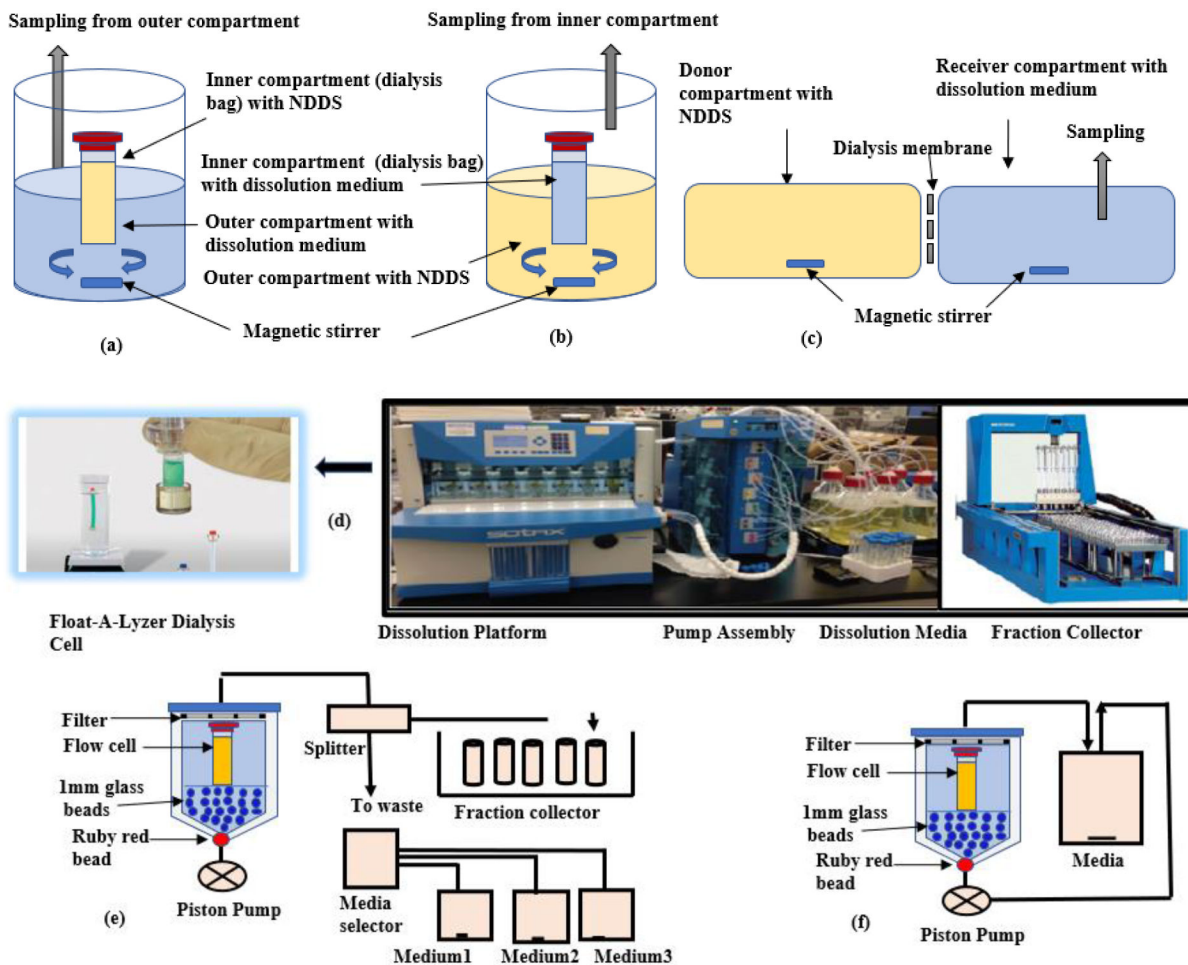 Sampling from outer compartment
Inner compartment (dialysis
bag) with NDDS
Outer compartment with
dissolution medium
(a)
Sampling from inner compartment
Inner compartment (dialysis bag)
with dissolution medium
Outer compartment with NDDS
Magnetic stirrer
(b)
Donor
compartment with
NDDS
Receiver compartment with
dissolution medium
Sampling
Dialysis membrane
Magnetic stirrer
(c)
(d)
SOTAX
Float-A-Lyzer Dialysis
Cell
Dissolution Platform
Pump Assembly
Dissolution Media
Fraction Collector
Filter
Flow cell
1mm glass
beads
Ruby red
bead
Piston Pump
(e)
Splitter
To waste
Fraction collector
Media
selector
Medium1
Medium2
Medium3
Filter
Flow cell
1mm glass
beads
Ruby red
bead
Piston Pump
Media
(f)